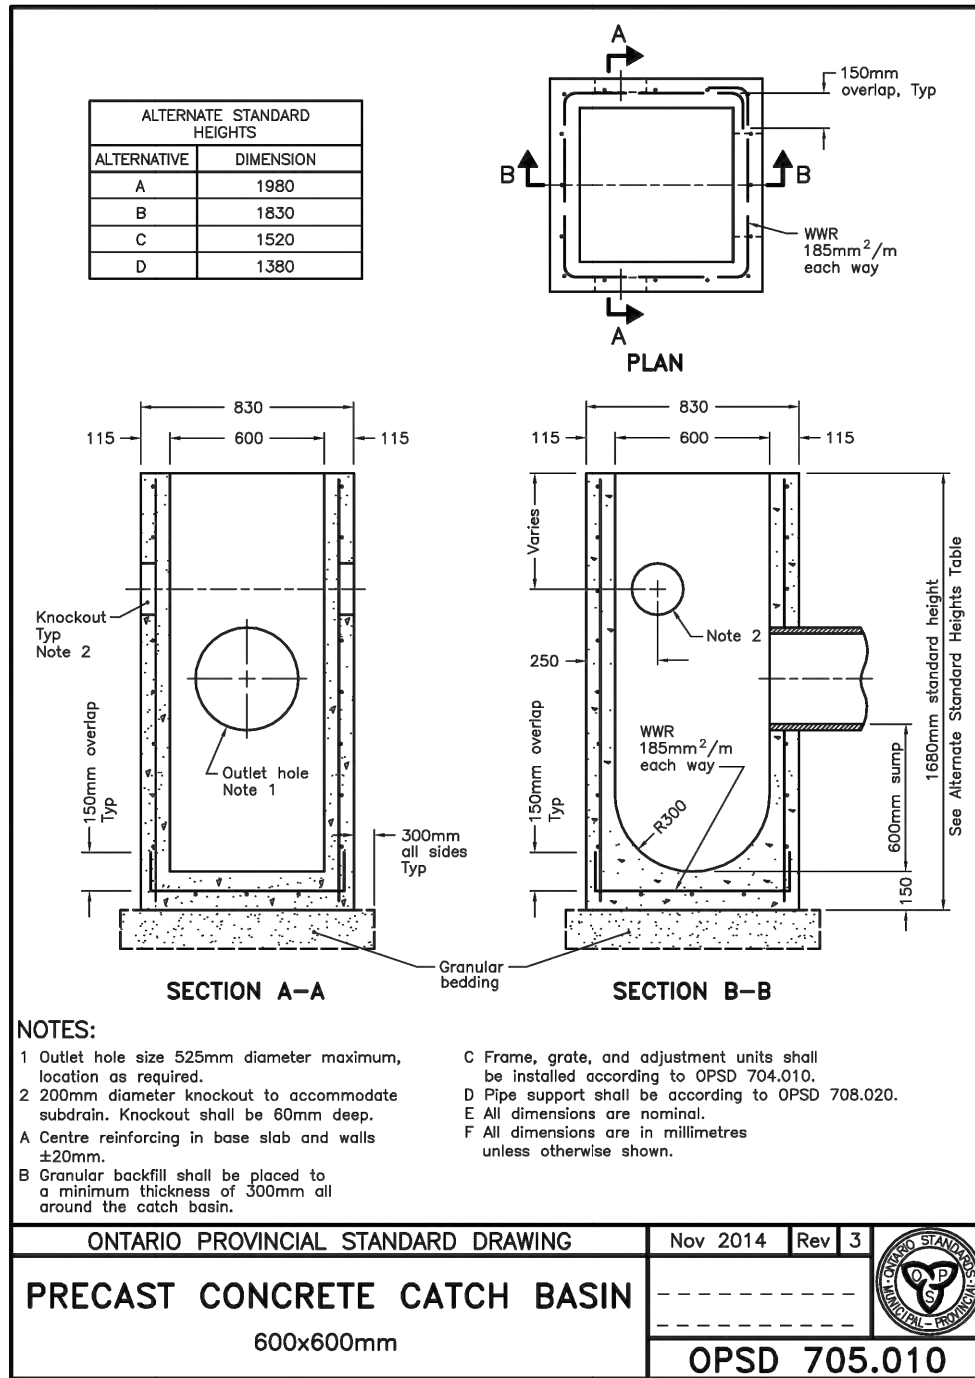 ALTERNATE STANDARD
HEIGHTS
ALTERNATIVE DIMENSION
A 1980
B 1830
C 1520
D 1380
A
150mm
overlap, Typ
B
B
WWR
185mm²/m
each way
A
PLAN
830
115
600
115
Knockout
Typ
Note 2
Outlet hole
Note 1
150mm overlap
Typ
300mm
all sides
Typ
SECTION A–A
830
115
600
115
Varies
Note 2
250
WWR
185mm²/m
each way
150mm overlap
Typ
R300
600mm sump
150
1680mm standard height
See Alternate Standard Heights Table
Granular
bedding
SECTION B–B
NOTES:
1 Outlet hole size 525mm diameter maximum,
location as required.
2 200mm diameter knockout to accommodate
subdrain. Knockout shall be 60mm deep.
A Centre reinforcing in base slab and walls
±20mm.
B Granular backfill shall be placed to
a minimum thickness of 300mm all
around the catch basin.
C Frame, grate, and adjustment units shall
be installed according to OPSD 704.010.
D Pipe support shall be according to OPSD 708.020.
E All dimensions are nominal.
F All dimensions are in millimetres
unless otherwise shown.
ONTARIO PROVINCIAL STANDARD DRAWING
Nov 2014 Rev 3
PRECAST CONCRETE CATCH BASIN
600x600mm
ONTARIO STANDARDS
MUNICIPAL – PROVINCIAL
O P S
OPSD 705.010